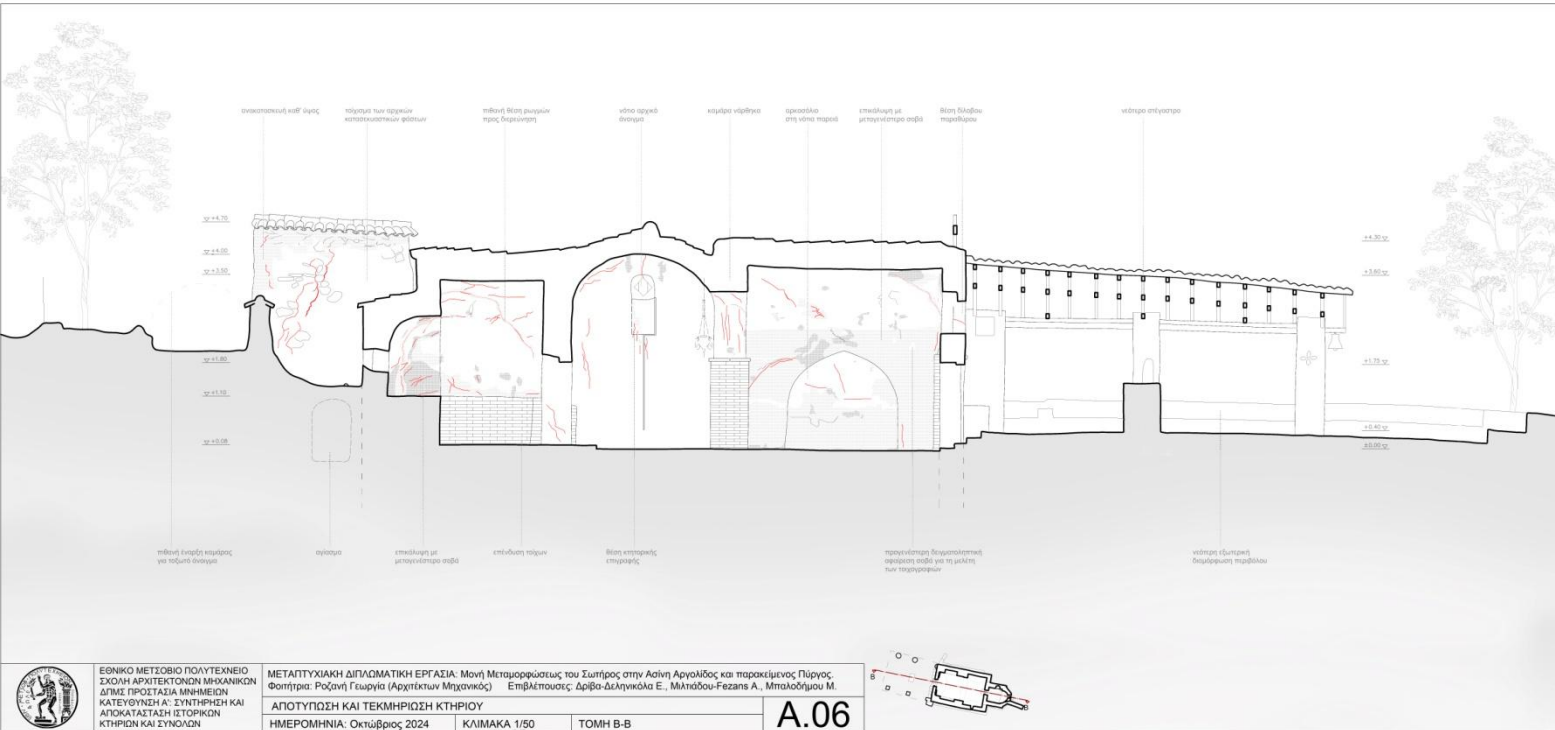 ανακατασκευή καθ' ύψος
τοίχισμα των αρχικών
κατασκευαστικών φάσεων
πιθανή θέση ρωγμών
προς διερεύνηση
νότιο αρχικό
άνοιγμα
καμάρα νάρθηκα
αρκοσόλιο
στη νότια παρειά
επικάλυψη με
μεταγενέστερο σοβά
θέση δίλοβου
παραθύρου
νεότερο στέγαστρο
+4.70
+4.00
+3.50
+1.80
+1.10
+0.08
+4.30
+3.60
+1.75
+0.40
±0.00
πιθανή έναρξη καμάρας
για τοξωτό άνοιγμα
αγίασμα
επικάλυψη με
μεταγενέστερο σοβά
επένδυση τοίχων
θέση κτητορικής
επιγραφής
προγενέστερη δειγματοληπτική
αφαίρεση σοβά για τη μελέτη
των τοιχογραφιών
νεότερη εξωτερική
διαμόρφωση περιβόλου
ΕΘΝΙΚΟ ΜΕΤΣΟΒΙΟ ΠΟΛΥΤΕΧΝΕΙΟ
ΣΧΟΛΗ ΑΡΧΙΤΕΚΤΟΝΩΝ ΜΗΧΑΝΙΚΩΝ
ΔΠΜΣ ΠΡΟΣΤΑΣΙΑ ΜΝΗΜΕΙΩΝ
ΚΑΤΕΥΘΥΝΣΗ Α': ΣΥΝΤΗΡΗΣΗ ΚΑΙ
ΑΠΟΚΑΤΑΣΤΑΣΗ ΙΣΤΟΡΙΚΩΝ
ΚΤΗΡΙΩΝ ΚΑΙ ΣΥΝΟΛΩΝ
ΜΕΤΑΠΤΥΧΙΑΚΗ ΔΙΠΛΩΜΑΤΙΚΗ ΕΡΓΑΣΙΑ: Μονή Μεταμορφώσεως του Σωτήρος στην Ασίνη Αργολίδος και παρακείμενος Πύργος.
Φοιτήτρια: Ροζανή Γεωργία (Αρχιτέκτων Μηχανικός) Επιβλέπουσες: Δρίβα-Δεληνικόλα Ε., Μιλτιάδου-Fezans Α., Μπαλοδήμου Μ.
ΑΠΟΤΥΠΩΣΗ ΚΑΙ ΤΕΚΜΗΡΙΩΣΗ ΚΤΗΡΙΟΥ
ΗΜΕΡΟΜΗΝΙΑ: Οκτώβριος 2024 ΚΛΙΜΑΚΑ 1/50 ΤΟΜΗ Β-Β
Α.06
Β
Β